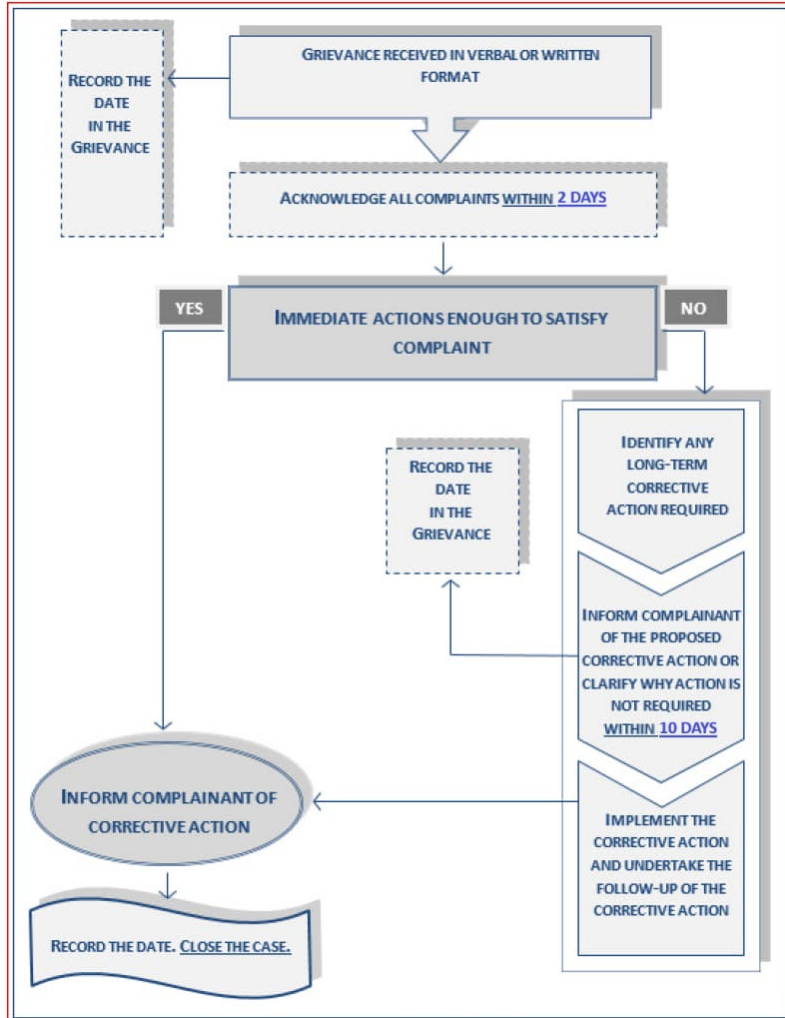 GRIEVANCE RECEIVED IN VERBAL OR WRITTEN
FORMAT
RECORD THE
DATE
IN THE
GRIEVANCE
ACKNOWLEDGE ALL COMPLAINTS WITHIN 2 DAYS
YES
IMMEDIATE ACTIONS ENOUGH TO SATISFY
COMPLAINT
NO
IDENTIFY ANY
LONG-TERM
CORRECTIVE
ACTION REQUIRED
RECORD THE
DATE
IN THE
GRIEVANCE
INFORM COMPLAINANT
OF THE PROPOSED
CORRECTIVE ACTION OR
CLARIFY WHY ACTION IS
NOT REQUIRED
WITHIN 10 DAYS
IMPLEMENT THE
CORRECTIVE ACTION
AND UNDERTAKE THE
FOLLOW-UP OF THE
CORRECTIVE ACTION
INFORM COMPLAINANT OF
CORRECTIVE ACTION
RECORD THE DATE. CLOSE THE CASE.